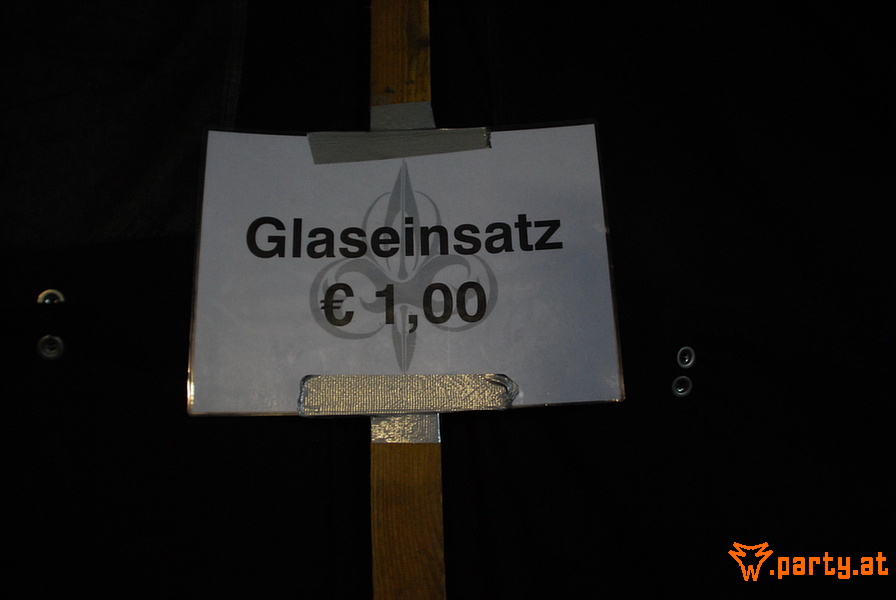 Glaseinsatz
€ 1,00
.party.at